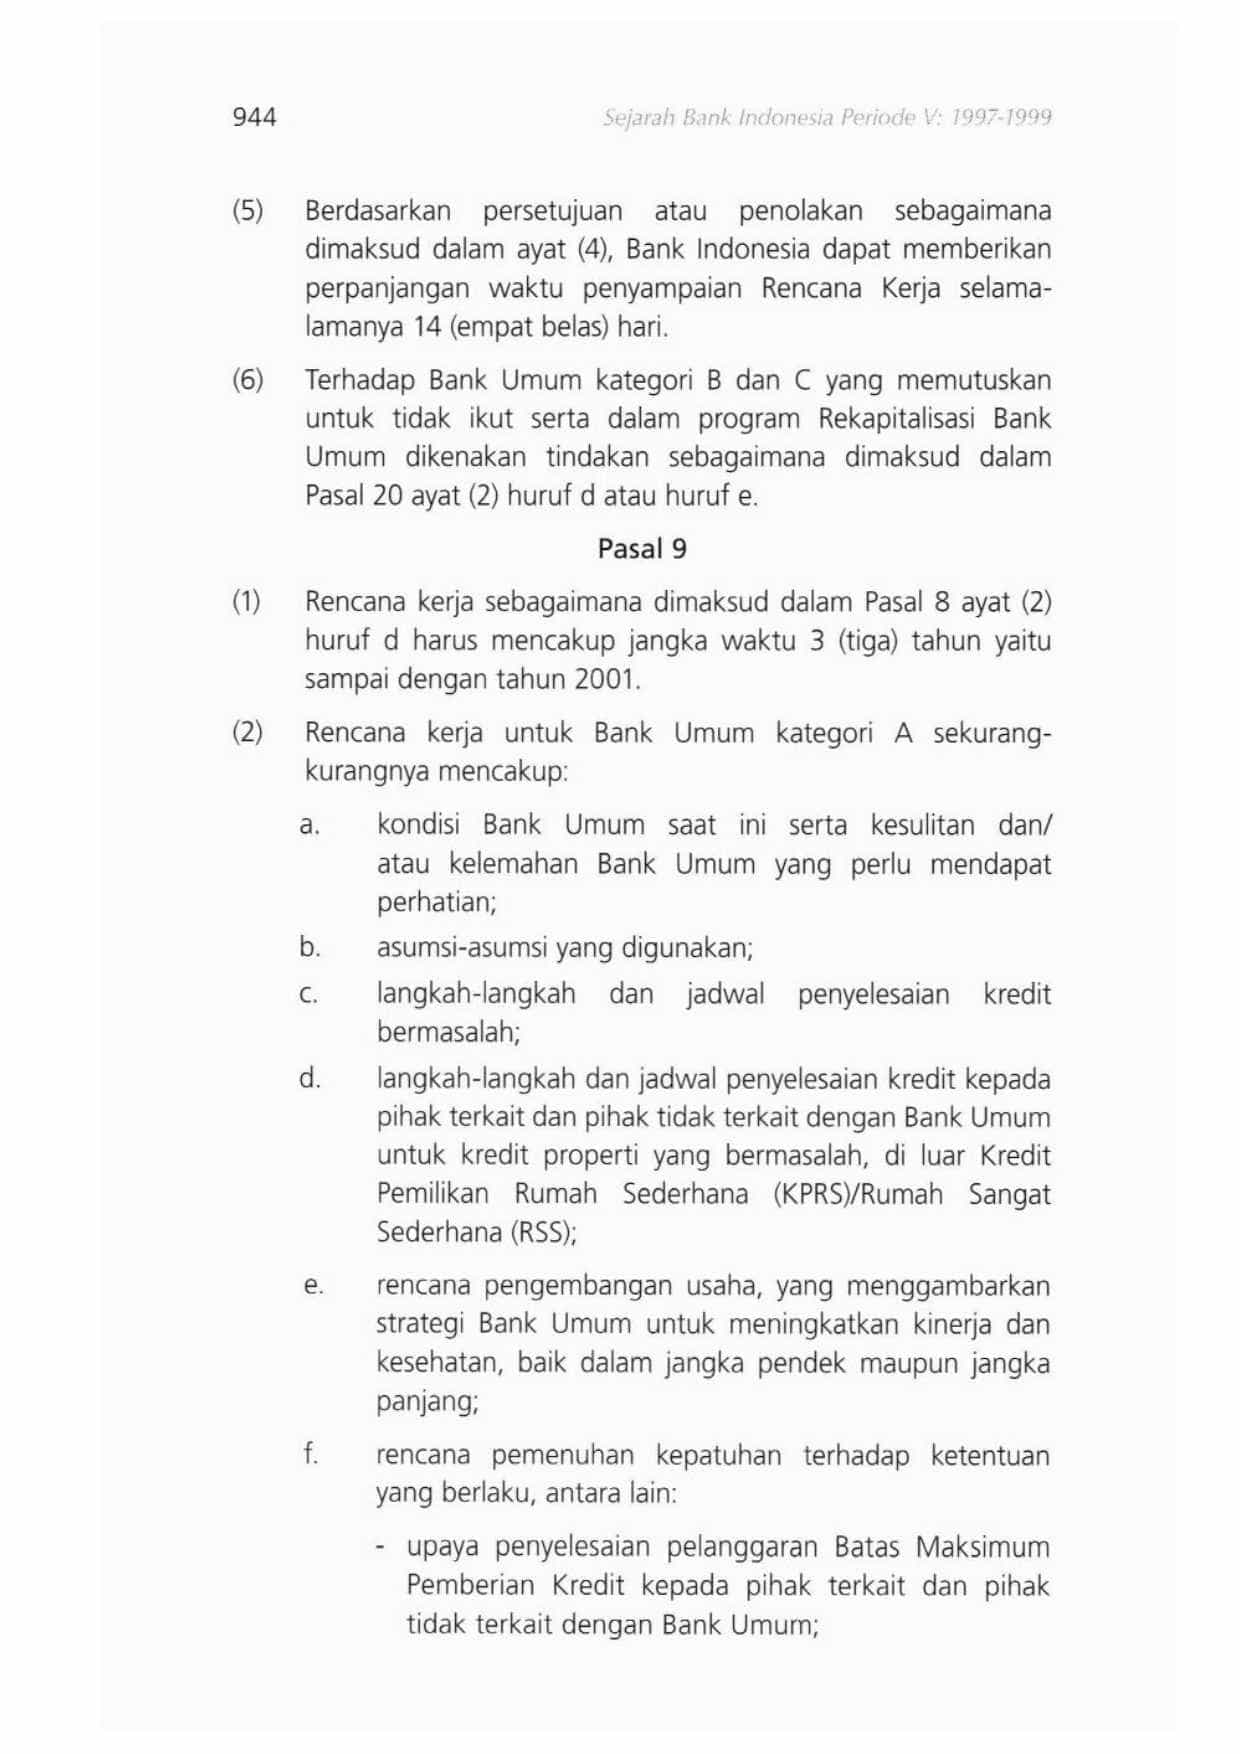 944 Sejarah Bank Indonesia Periode V: 1997-1999
(5) Berdasarkan persetujuan atau penolakan sebagaimana
dimaksud dalam ayat (4), Bank Indonesia dapat memberikan
perpanjangan waktu penyampaian Rencana Kerja selama-
lamanya 14 (empat belas) hari.
(6) Terhadap Bank Umum kategori B dan C yang memutuskan
untuk tidak ikut serta dalam program Rekapitalisasi Bank
Umum dikenakan tindakan sebagaimana dimaksud dalam
Pasal 20 ayat (2) huruf d atau huruf e.
Pasal 9
(1) Rencana kerja sebagaimana dimaksud dalam Pasal 8 ayat (2)
huruf d harus mencakup jangka waktu 3 (tiga) tahun yaitu
sampai dengan tahun 2001.
(2) Rencana kerja untuk Bank Umum kategori A sekurang-
kurangnya mencakup:
a. kondisi Bank Umum saat ini serta kesulitan dan/
atau kelemahan Bank Umum yang perlu mendapat
perhatian;
b. asumsi-asumsi yang digunakan;
c. langkah-langkah dan jadwal penyelesaian kredit
bermasalah;
d. langkah-langkah dan jadwal penyelesaian kredit kepada
pihak terkait dan pihak tidak terkait dengan Bank Umum
untuk kredit properti yang bermasalah, di luar Kredit
Pemilikan Rumah Sederhana (KPRS)/Rumah Sangat
Sederhana (RSS);
e. rencana pengembangan usaha, yang menggambarkan
strategi Bank Umum untuk meningkatkan kinerja dan
kesehatan, baik dalam jangka pendek maupun jangka
panjang;
f. rencana pemenuhan kepatuhan terhadap ketentuan
yang berlaku, antara lain:
- upaya penyelesaian pelanggaran Batas Maksimum
Pemberian Kredit kepada pihak terkait dan pihak
tidak terkait dengan Bank Umum;